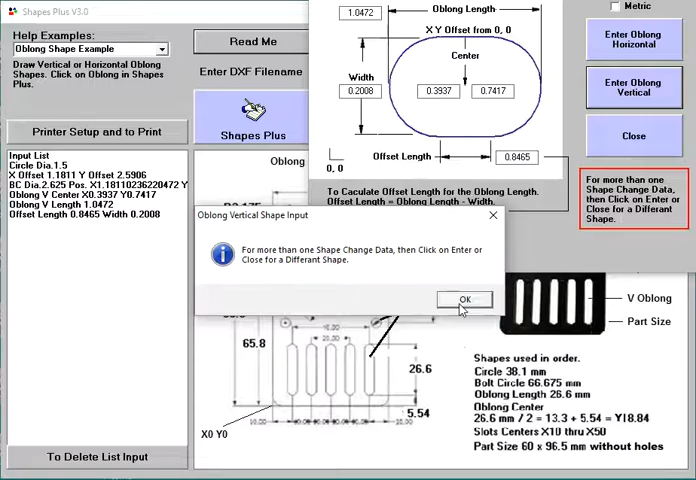 Shapes Plus V3.0
Help Examples:
Oblong Shape Example
Draw Vertical or Horizontal Oblong
Shapes. Click on Oblong in Shapes
Plus.
Read Me
Enter DXF Filename
Shapes Plus
Printer Setup and to Print
Input List
Circle Dia.1.5
X Offset 1.1811 Y Offset 2.5906
BC Dia.2.625 Pos. X1.18110236220472 Y
Oblong V Center X0.3937 Y0.7417
Oblong V Length 1.0472
Offset Length 0.8465 Width 0.2008
To Delete List Input
1.0472
Oblong Length
X Y Offset from 0, 0
Center
Width
0.2008
0.3937
0.7417
Offset Length
0.8465
0, 0
To Caculate Offset Length for the Oblong Length.
Offset Length = Oblong Length - Width.
Metric
Enter Oblong
Horizontal
Enter Oblong
Vertical
Close
For more than one
Shape Change Data,
then Click on Enter or
Close for a Differant
Shape.
Oblong Vertical Shape Input
For more than one Shape Change Data, then Click on Enter or
Close for a Differant Shape.
OK
Oblong
V Oblong
Part Size
65.8
20.00
26.6
5.54
X0 Y0
10.00
Shapes used in order.
Circle 38.1 mm
Bolt Circle 66.675 mm
Oblong Length 26.6 mm
Oblong Center
26.6 mm / 2 = 13.3 + 5.54 = Y18.84
Slots Centers X10 thru X50
Part Size 60 x 96.5 mm without holes